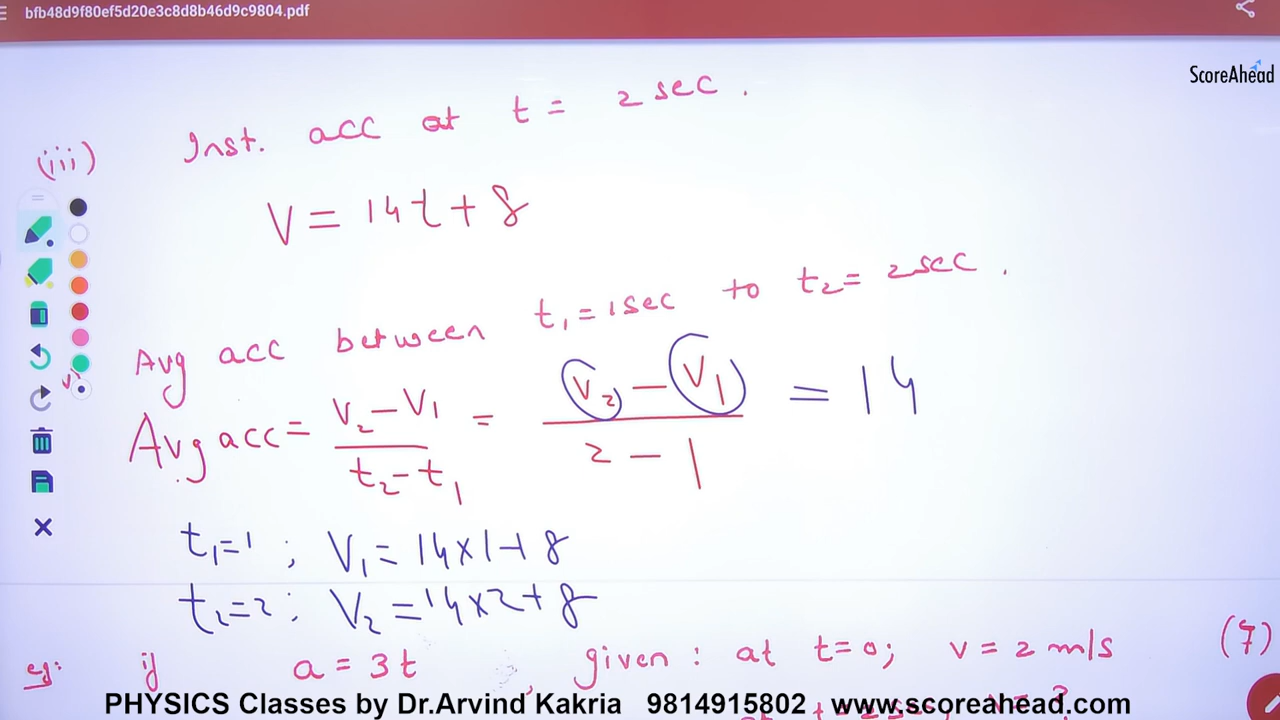 bfb48d9f80ef5d20e3c8d8b46d9c9804.pdf
ScoreAhead
(iii) Inst. acc at t = 2 sec.
V = 14t + 8
Avg acc between t₁ = 1sec to t₂ = 2sec.
Avg acc = V₂ – V₁ / t₂ – t₁ = V₂ – V₁ / 2 – 1 = 14
t₁=1 ; V₁ = 14×1+8
t₂=2 ; V₂ = 14×2+8
eg: if a = 3t , given : at t=0; v = 2 m/s (7)
t=2sec, v=?
PHYSICS Classes by Dr.Arvind Kakria 9814915802 www.scoreahead.com